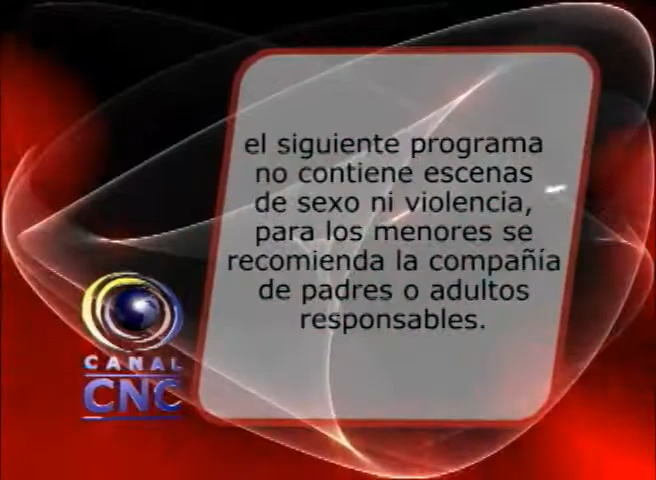 el siguiente programa
no contiene escenas
de sexo ni violencia,
para los menores se
recomienda la compañía
de padres o adultos
responsables.
CANAL
CNC